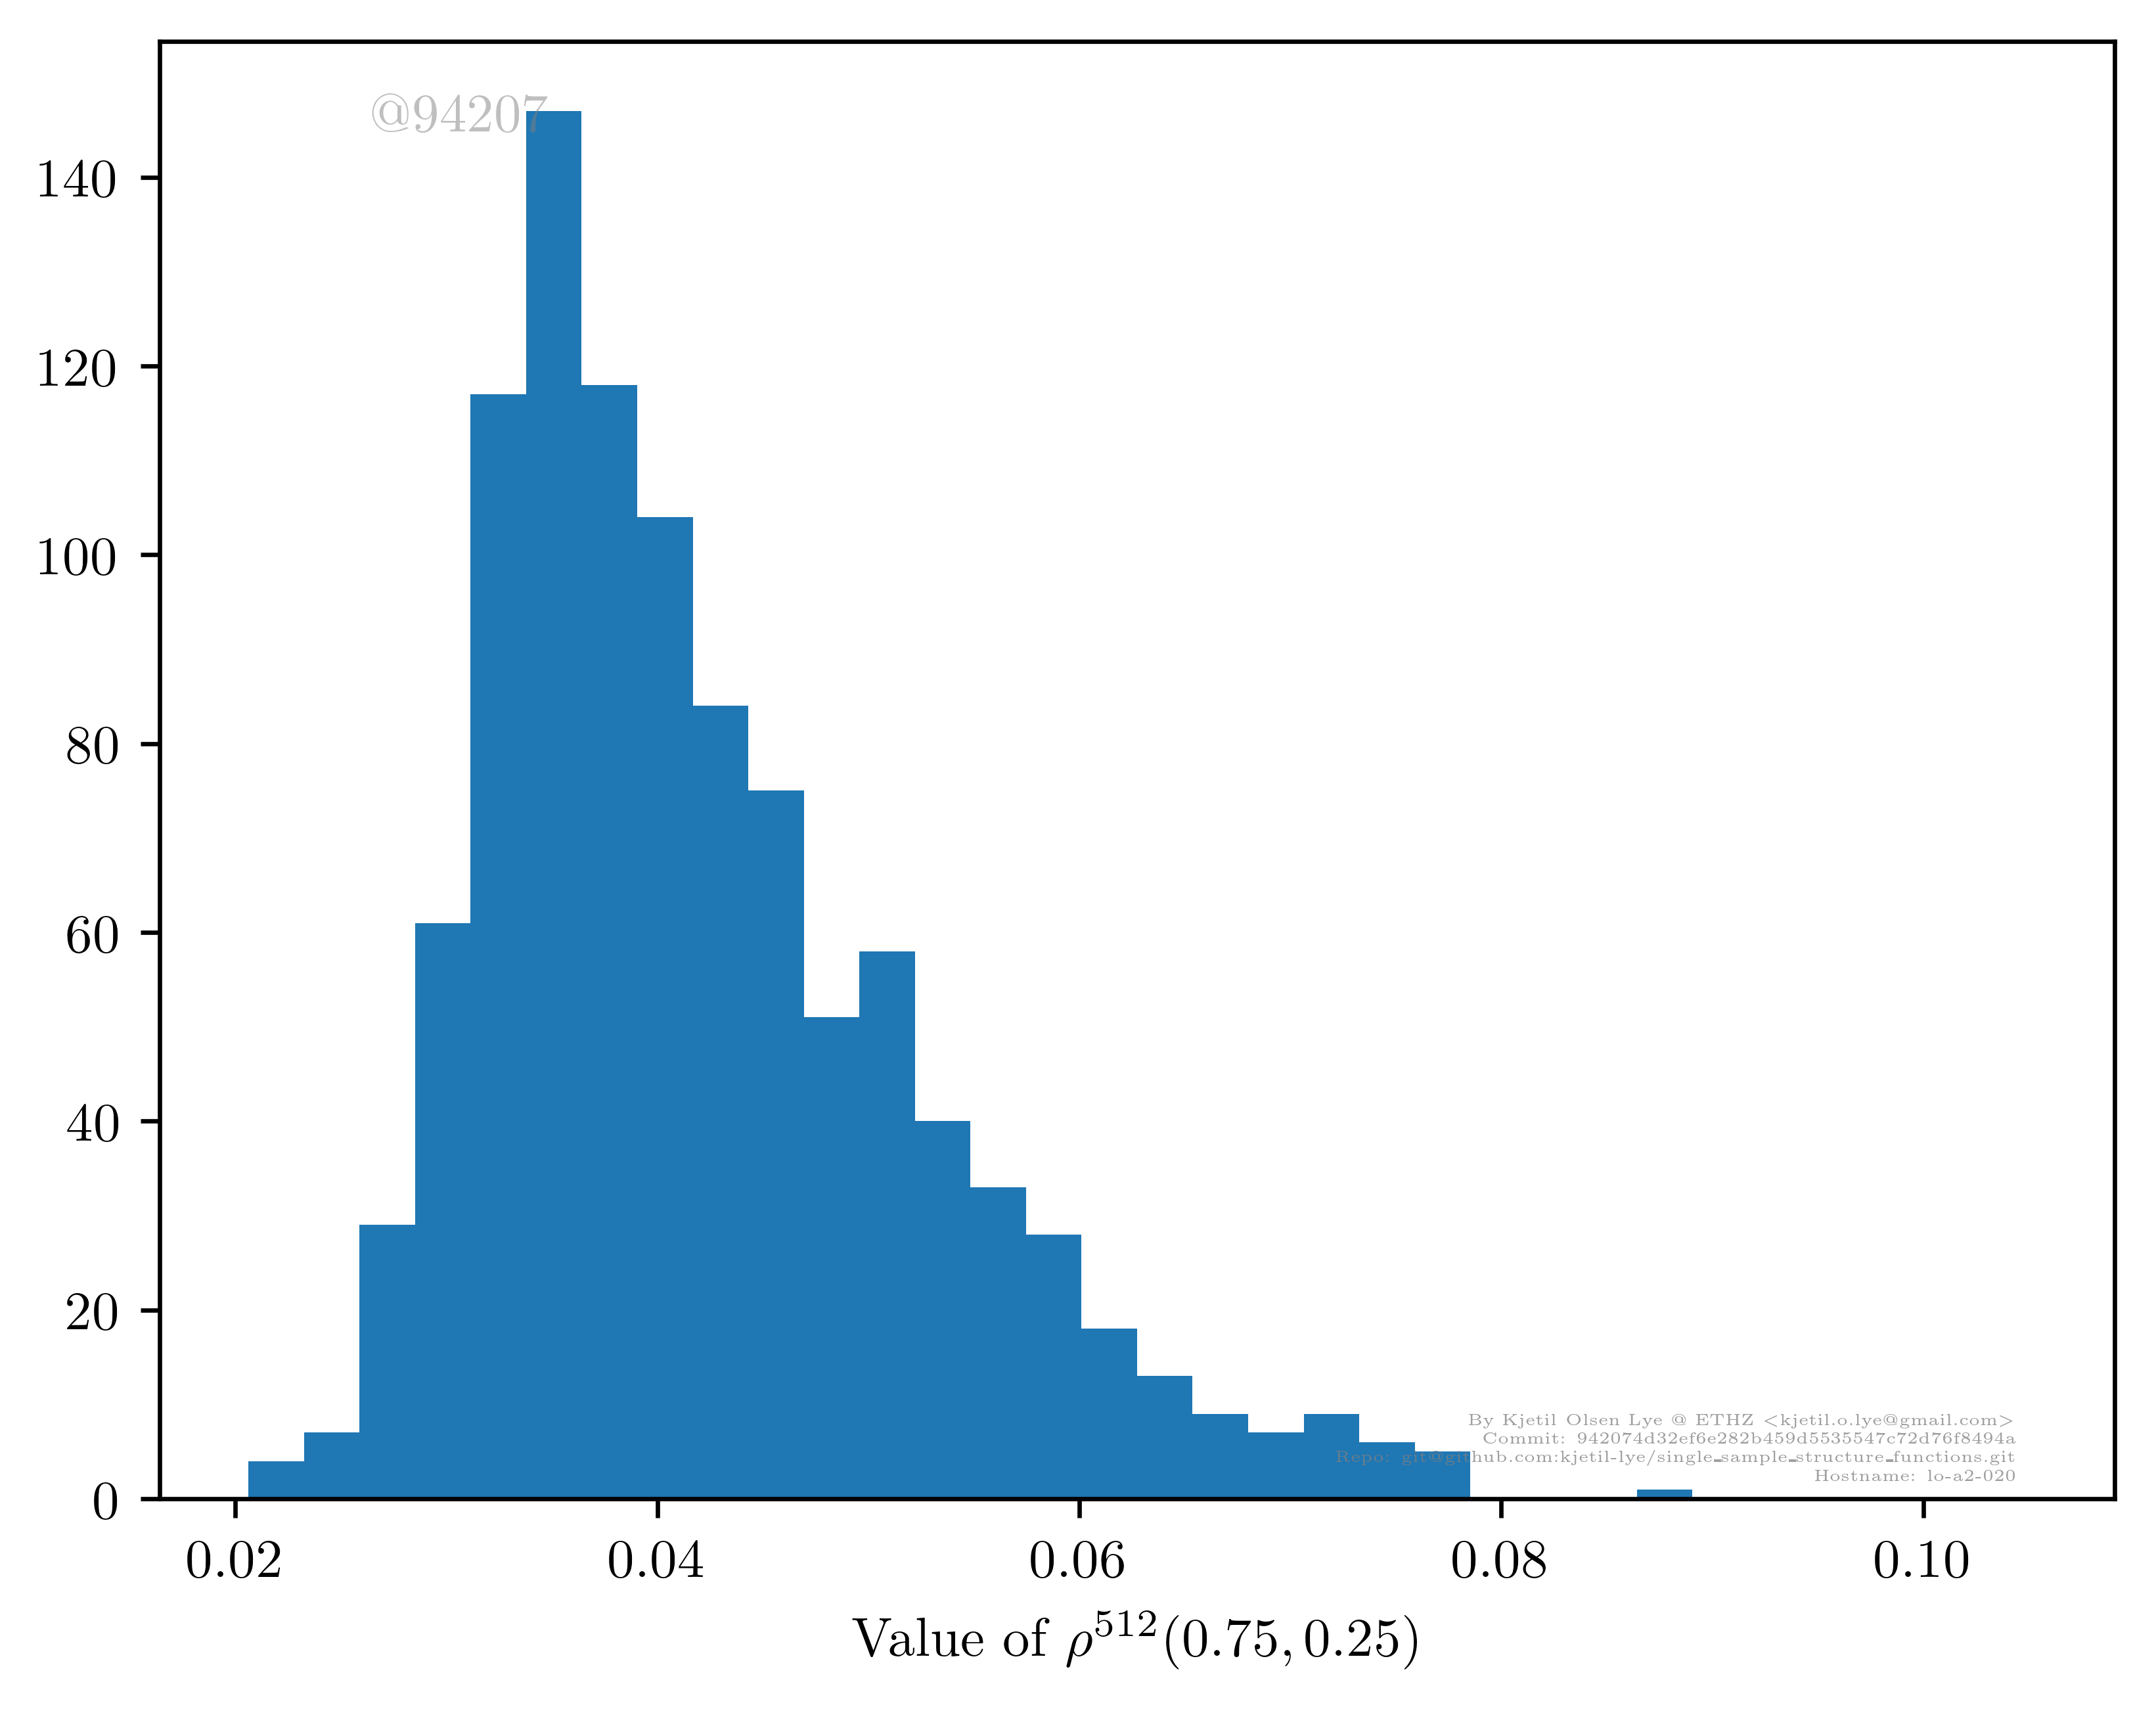 @94207
140
120
100
80
60
40
20
0
By Kjetil Olsen Lye @ ETHZ <kjetil.o.lye@gmail.com>
Commit: 942074d32ef6e282b459d5535547c72d76f8494a
Repo: git@github.com:kjetil-lye/single_sample_structure_functions.git
Hostname: lo-a2-020
0.02 0.04 0.06 0.08 0.10
Value of ρ⁵¹²(0.75, 0.25)